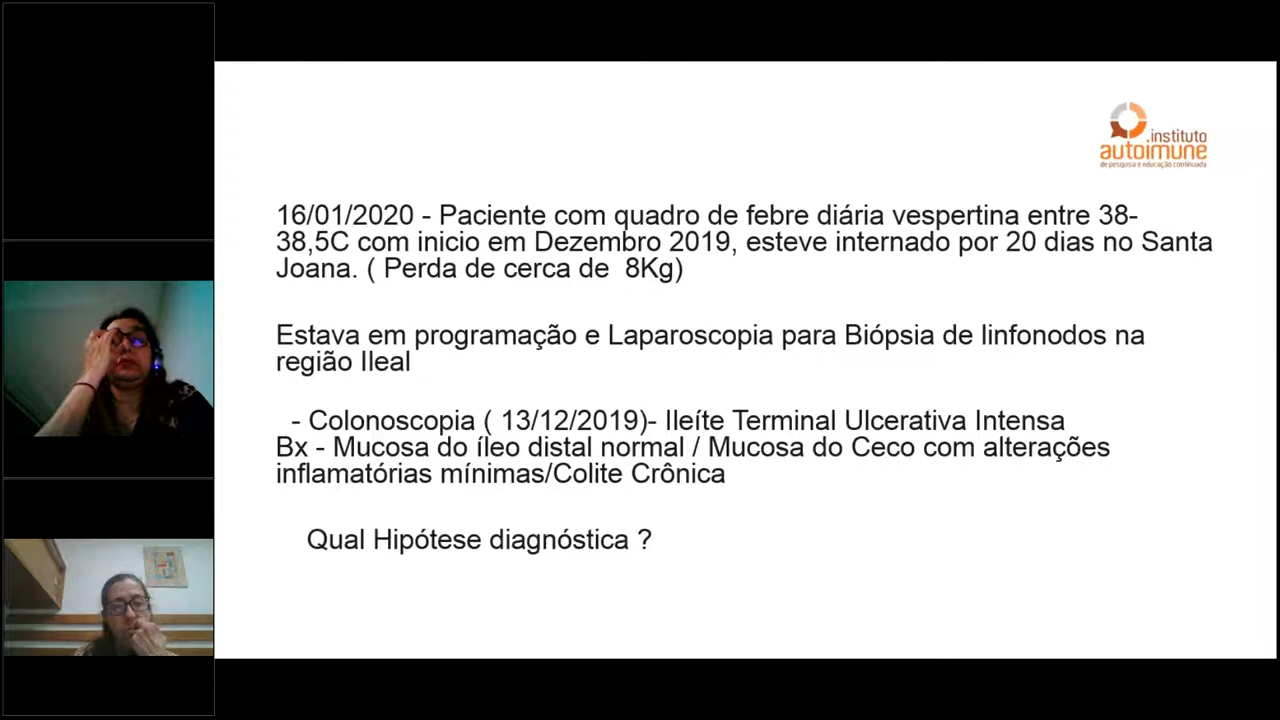 .instituto
autoimune
de pesquisa e educação continuada
16/01/2020 - Paciente com quadro de febre diária vespertina entre 38-
38,5C com inicio em Dezembro 2019, esteve internado por 20 dias no Santa
Joana. ( Perda de cerca de  8Kg)
Estava em programação e Laparoscopia para Biópsia de linfonodos na
região Ileal
- Colonoscopia ( 13/12/2019)- Ileíte Terminal Ulcerativa Intensa
Bx - Mucosa do íleo distal normal / Mucosa do Ceco com alterações
inflamatórias mínimas/Colite Crônica
Qual Hipótese diagnóstica ?